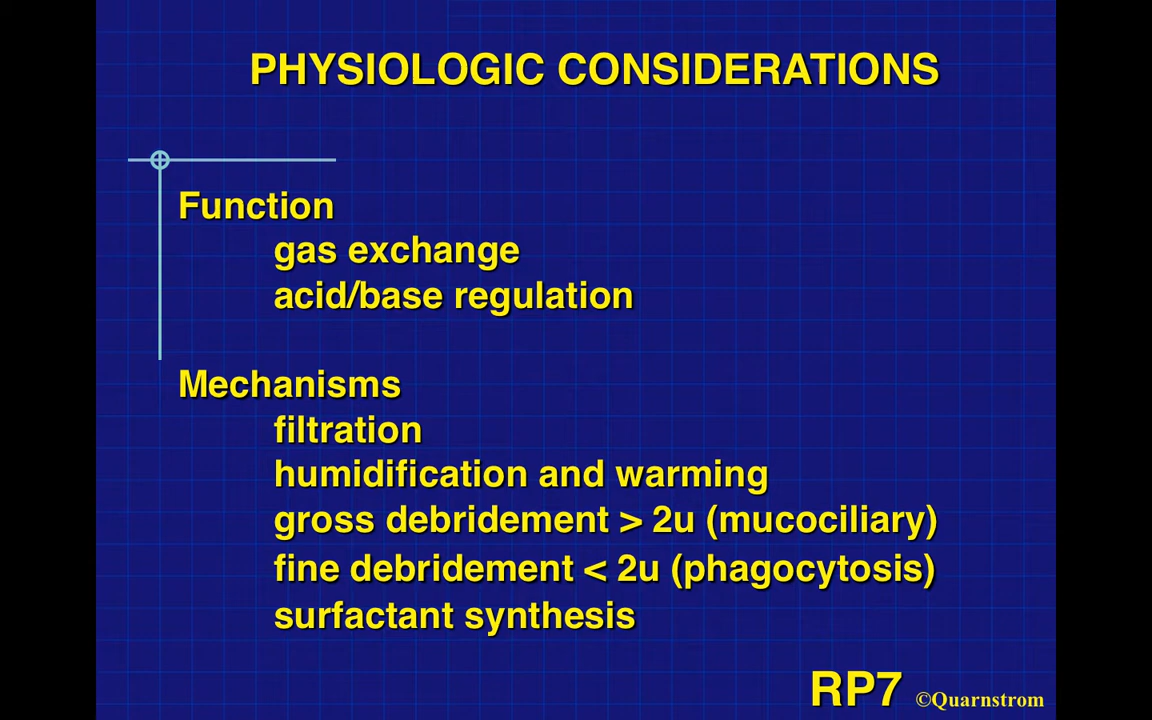 PHYSIOLOGIC CONSIDERATIONS
Function
gas exchange
acid/base regulation
Mechanisms
filtration
humidification and warming
gross debridement > 2u (mucociliary)
fine debridement < 2u (phagocytosis)
surfactant synthesis
RP7 ©Quarnstrom